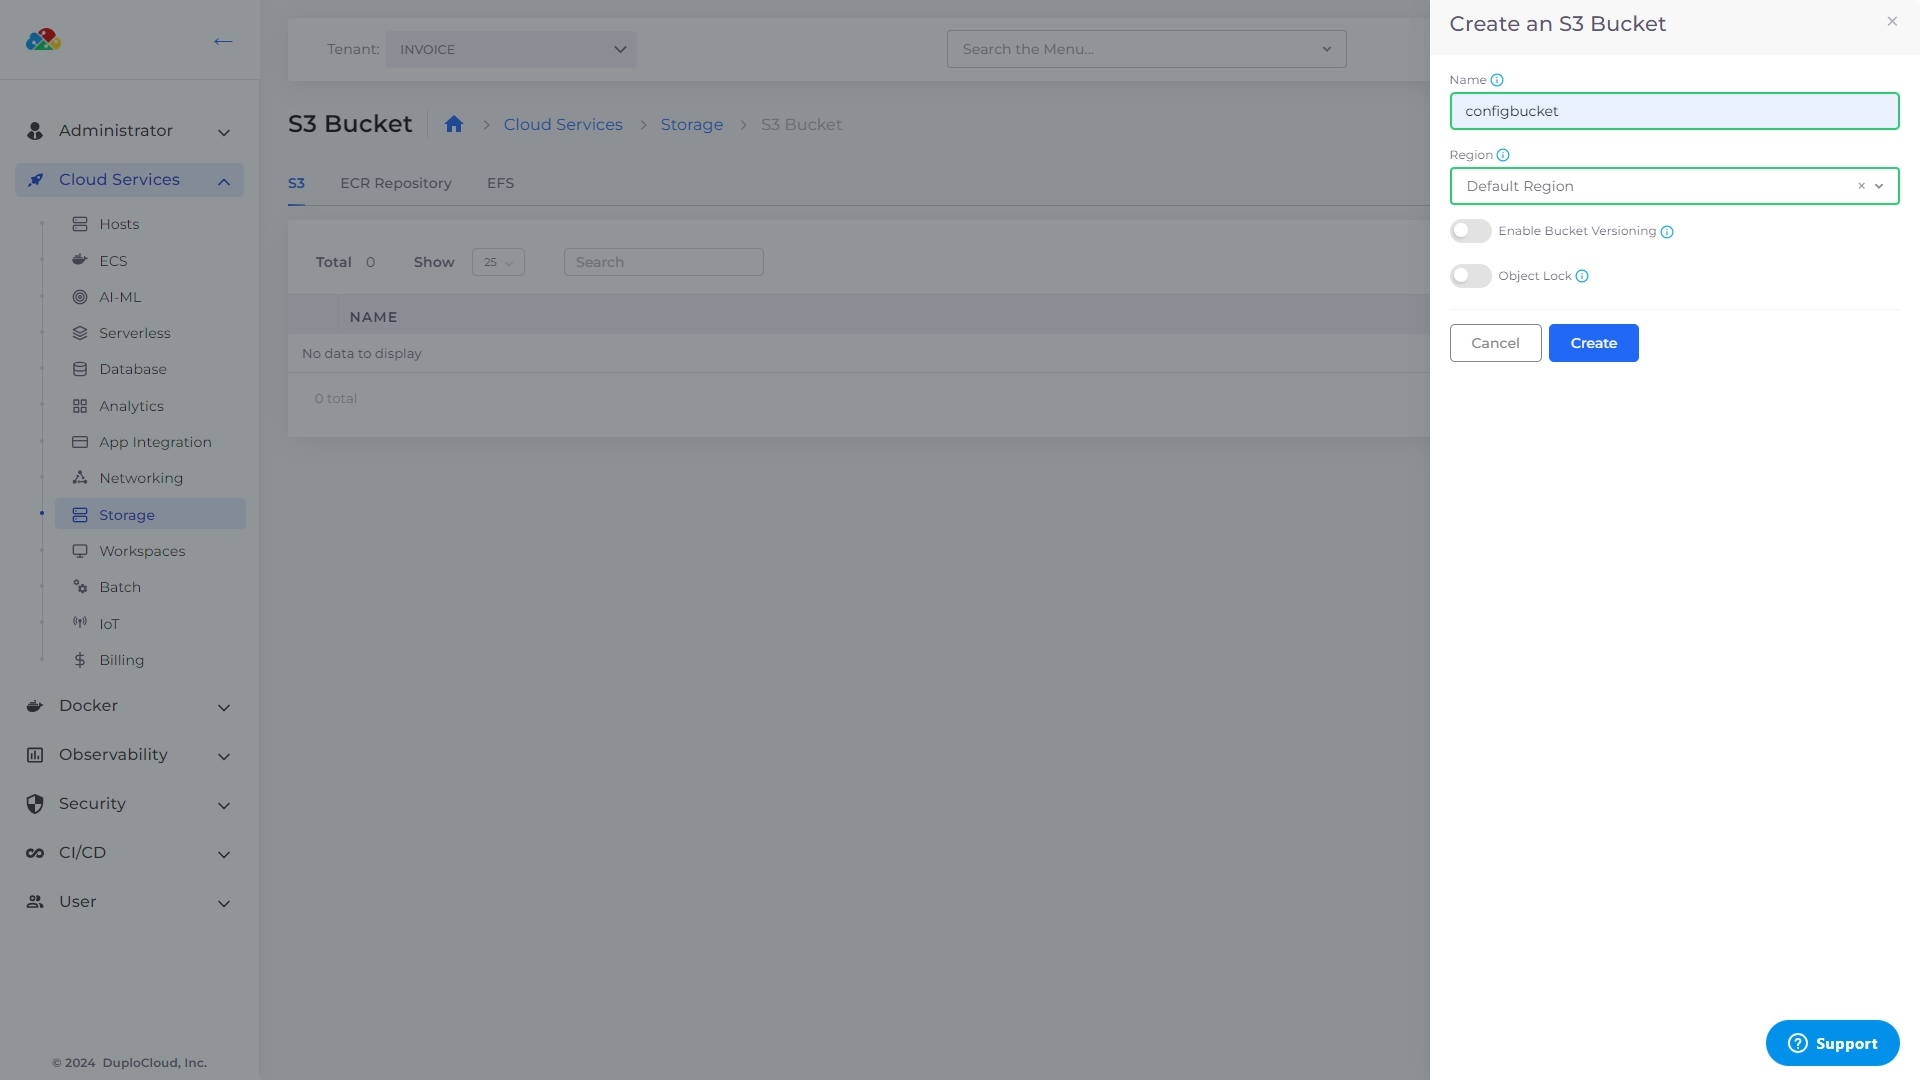 Tenant: INVOICE
Search the Menu...
Administrator
Cloud Services
Hosts
ECS
AI-ML
Serverless
Database
Analytics
App Integration
Networking
Storage
Workspaces
Batch
IoT
Billing
Docker
Observability
Security
CI/CD
User
© 2024 DuploCloud, Inc.
S3 Bucket
Cloud Services
Storage
S3 Bucket
S3
ECR Repository
EFS
Total 0
Show 25
Search
NAME
No data to display
0 total
Create an S3 Bucket
Name
configbucket
Region
Default Region
Enable Bucket Versioning
Object Lock
Cancel
Create
Support